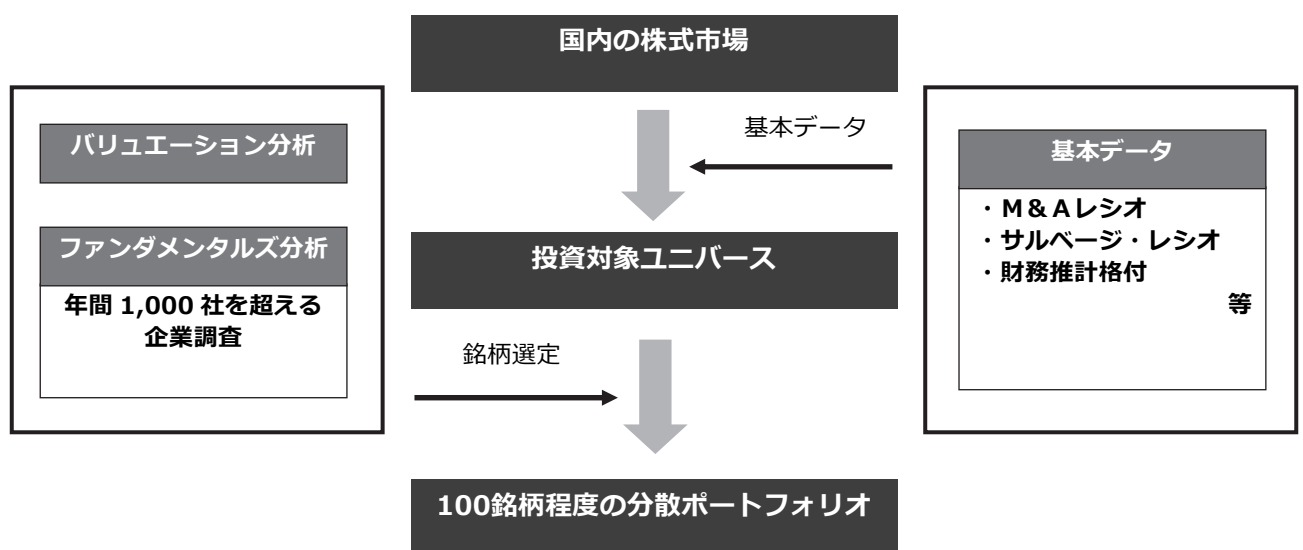 国内の株式市場
バリュエーション分析
ファンダメンタルズ分析
年間 1,000 社を超える
企業調査
基本データ
基本データ
・Ｍ＆Ａレシオ
・サルベージ・レシオ
・財務推計格付
等
投資対象ユニバース
銘柄選定
100銘柄程度の分散ポートフォリオ